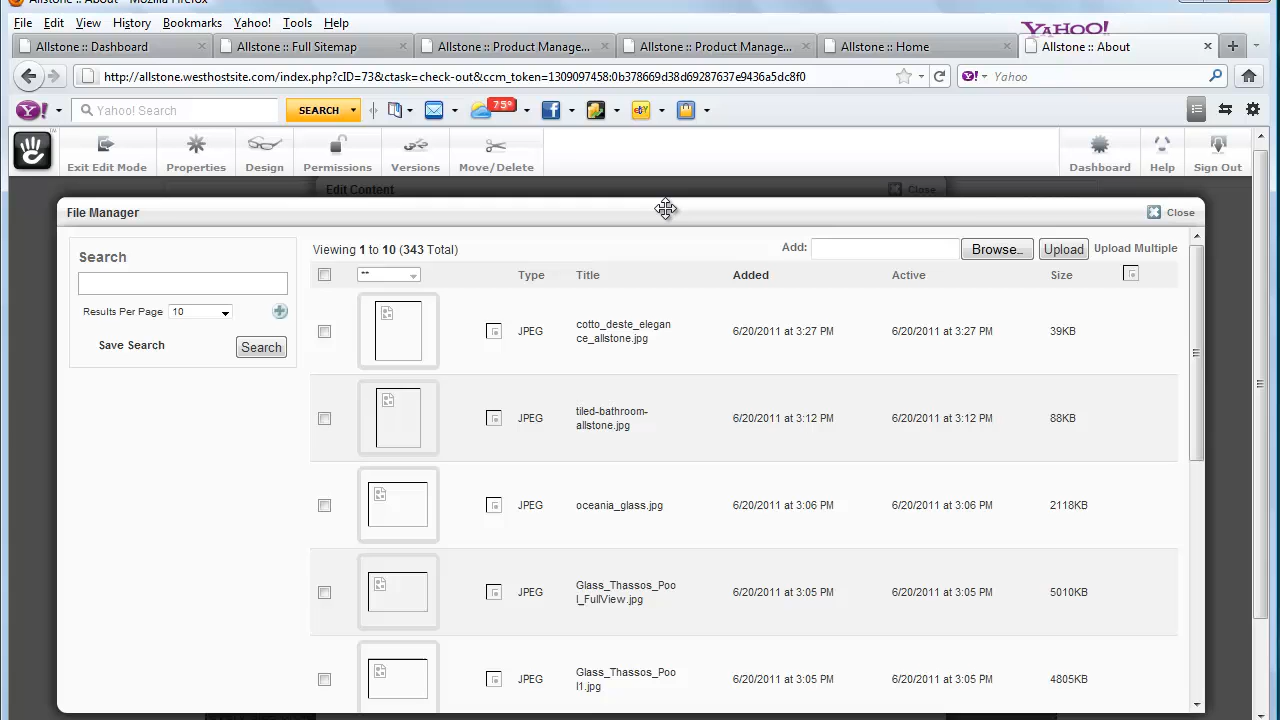 Allstone :: About - Mozilla Firefox
File Edit View History Bookmarks Yahoo! Tools Help
YAHOO!
Allstone :: Dashboard × Allstone :: Full Site × Allstone :: Product Manage... × Allstone :: Product Manage... × Allstone :: Home × Allstone :: About ×
http://allstone.westhostsite.com/index.php?cID=73&ctask=check-out&ccm_token=1309097458:0b378669d38d69287637e9436a5dc8f0 Yahoo
Y! Yahoo! Search SEARCH 75° eBY
Exit Edit Mode Properties Design Permissions Versions Move/Delete Dashboard Help Sign Out
Edit Content Close
File Manager Close
Search
Results Per Page 10
Save Search Search
Viewing 1 to 10 (343 Total) Add: Browse... Upload Upload Multiple
** Type Title Added Active Size
JPEG cotto_deste_elegan
ce_allstone.jpg 6/20/2011 at 3:27 PM 6/20/2011 at 3:27 PM 39KB
JPEG tiled-bathroom-
allstone.jpg 6/20/2011 at 3:12 PM 6/20/2011 at 3:12 PM 88KB
JPEG oceania_glass.jpg 6/20/2011 at 3:06 PM 6/20/2011 at 3:06 PM 2118KB
JPEG Glass_Thassos_Poo
l_FullView.jpg 6/20/2011 at 3:05 PM 6/20/2011 at 3:05 PM 5010KB
JPEG Glass_Thassos_Poo
l1.jpg 6/20/2011 at 3:05 PM 6/20/2011 at 3:05 PM 4805KB